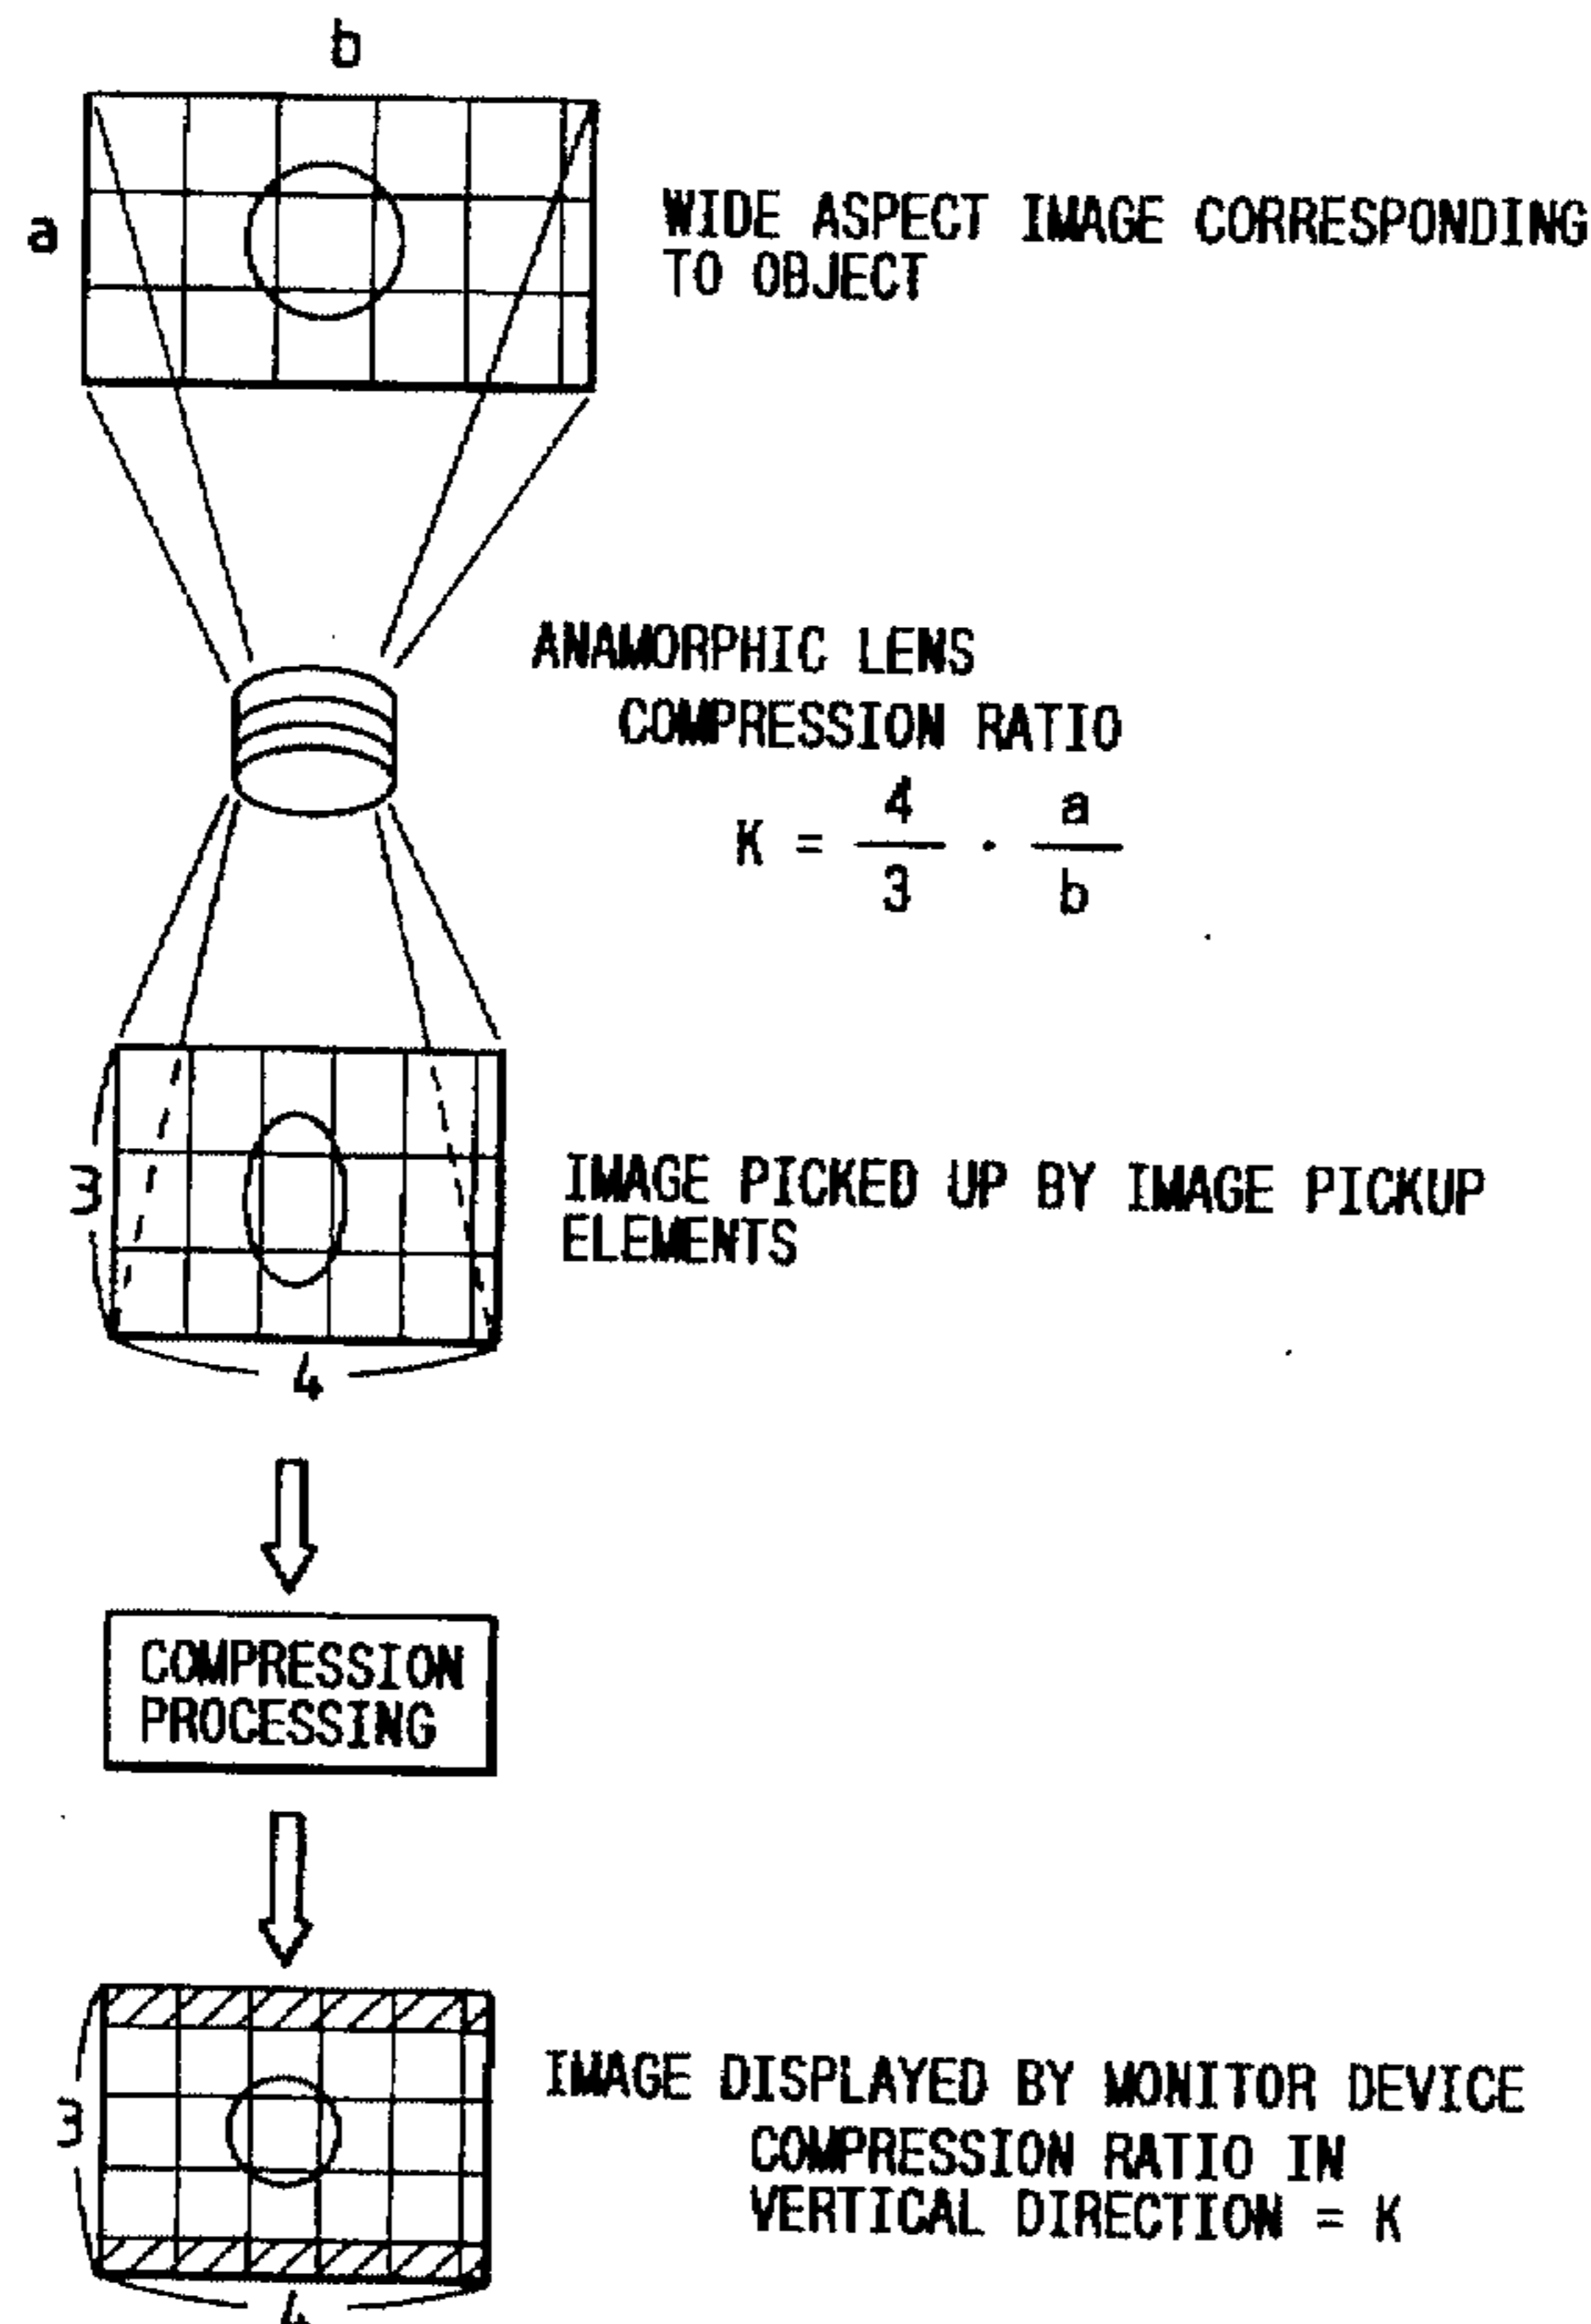 b
a
WIDE ASPECT IMAGE CORRESPONDING
TO OBJECT
ANAMORPHIC LENS
COMPRESSION RATIO
K = 4/3 · a/b
3
IMAGE PICKED UP BY IMAGE PICKUP
ELEMENTS
4
COMPRESSION
PROCESSING
3
IMAGE DISPLAYED BY MONITOR DEVICE
COMPRESSION RATIO IN
VERTICAL DIRECTION = K
4